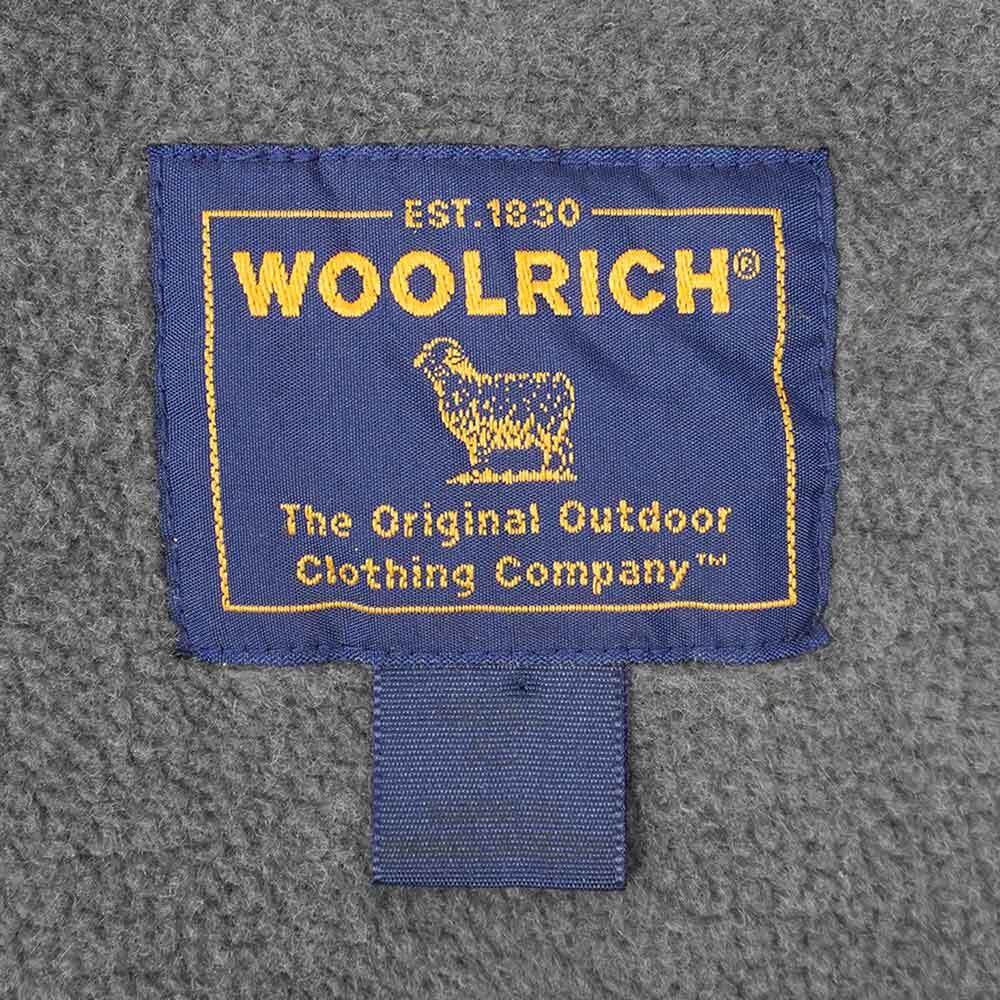 EST.1830
WOOLRICH®
The Original Outdoor
Clothing Company™